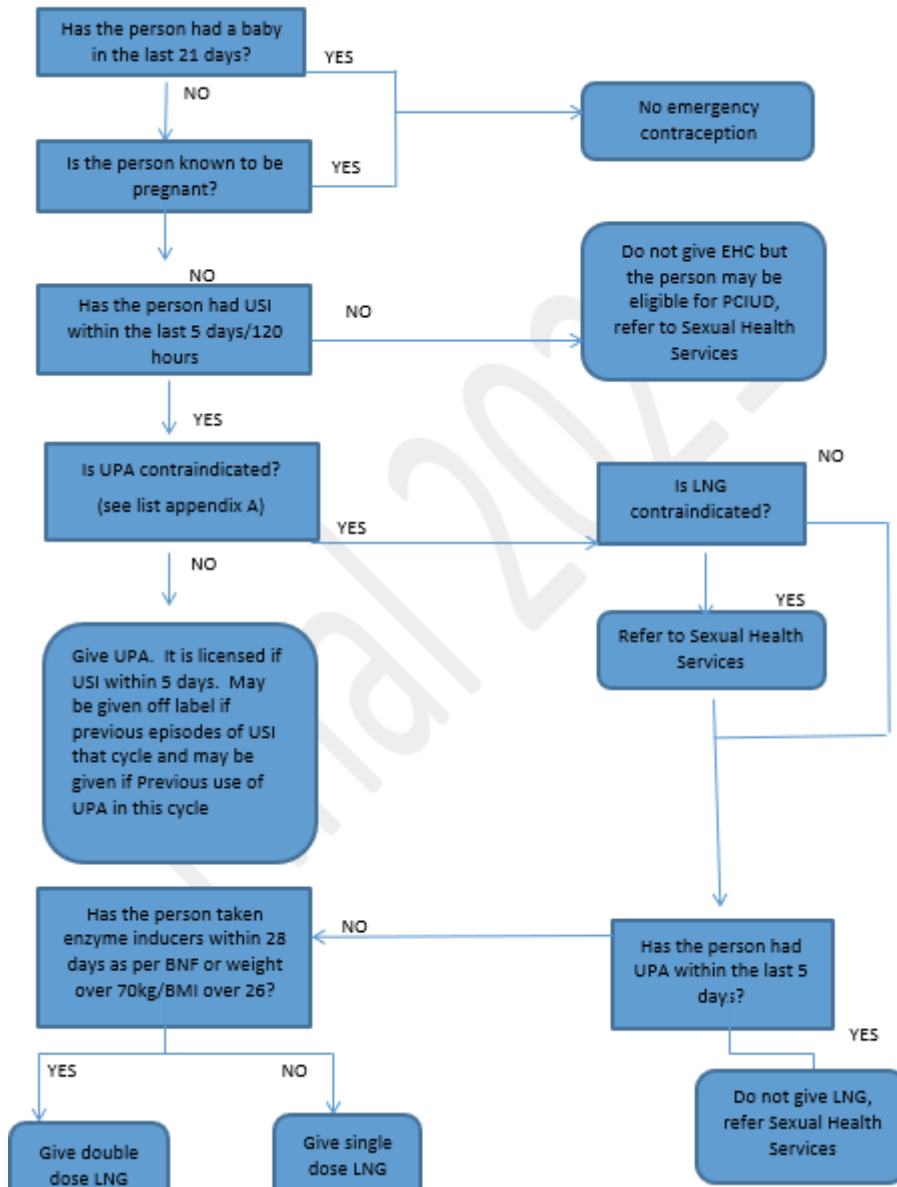 Has the person had a baby
in the last 21 days?
YES
NO
No emergency
contraception
Is the person known to be
pregnant?
YES
NO
Do not give EHC but
the person may be
eligible for PCIUD,
refer to Sexual Health
Services
Has the person had USI
within the last 5 days/120
hours
NO
YES
Is UPA contraindicated?
(see list appendix A)
YES
NO
Is LNG
contraindicated?
NO
YES
Refer to Sexual Health
Services
Give UPA. It is licensed if
USI within 5 days. May
be given off label if
previous episodes of USI
that cycle and may be
given if Previous use of
UPA in this cycle
Has the person taken
enzyme inducers within 28
days as per BNF or weight
over 70kg/BMI over 26?
NO
Has the person had
UPA within the last 5
days?
YES
YES
NO
Give double
dose LNG
Give single
dose LNG
Do not give LNG,
refer Sexual Health
Services